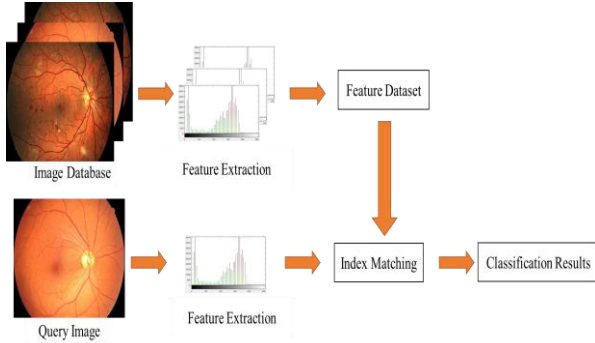 Image Database
Feature Extraction
Feature Dataset
Query Image
Feature Extraction
Index Matching
Classification Results